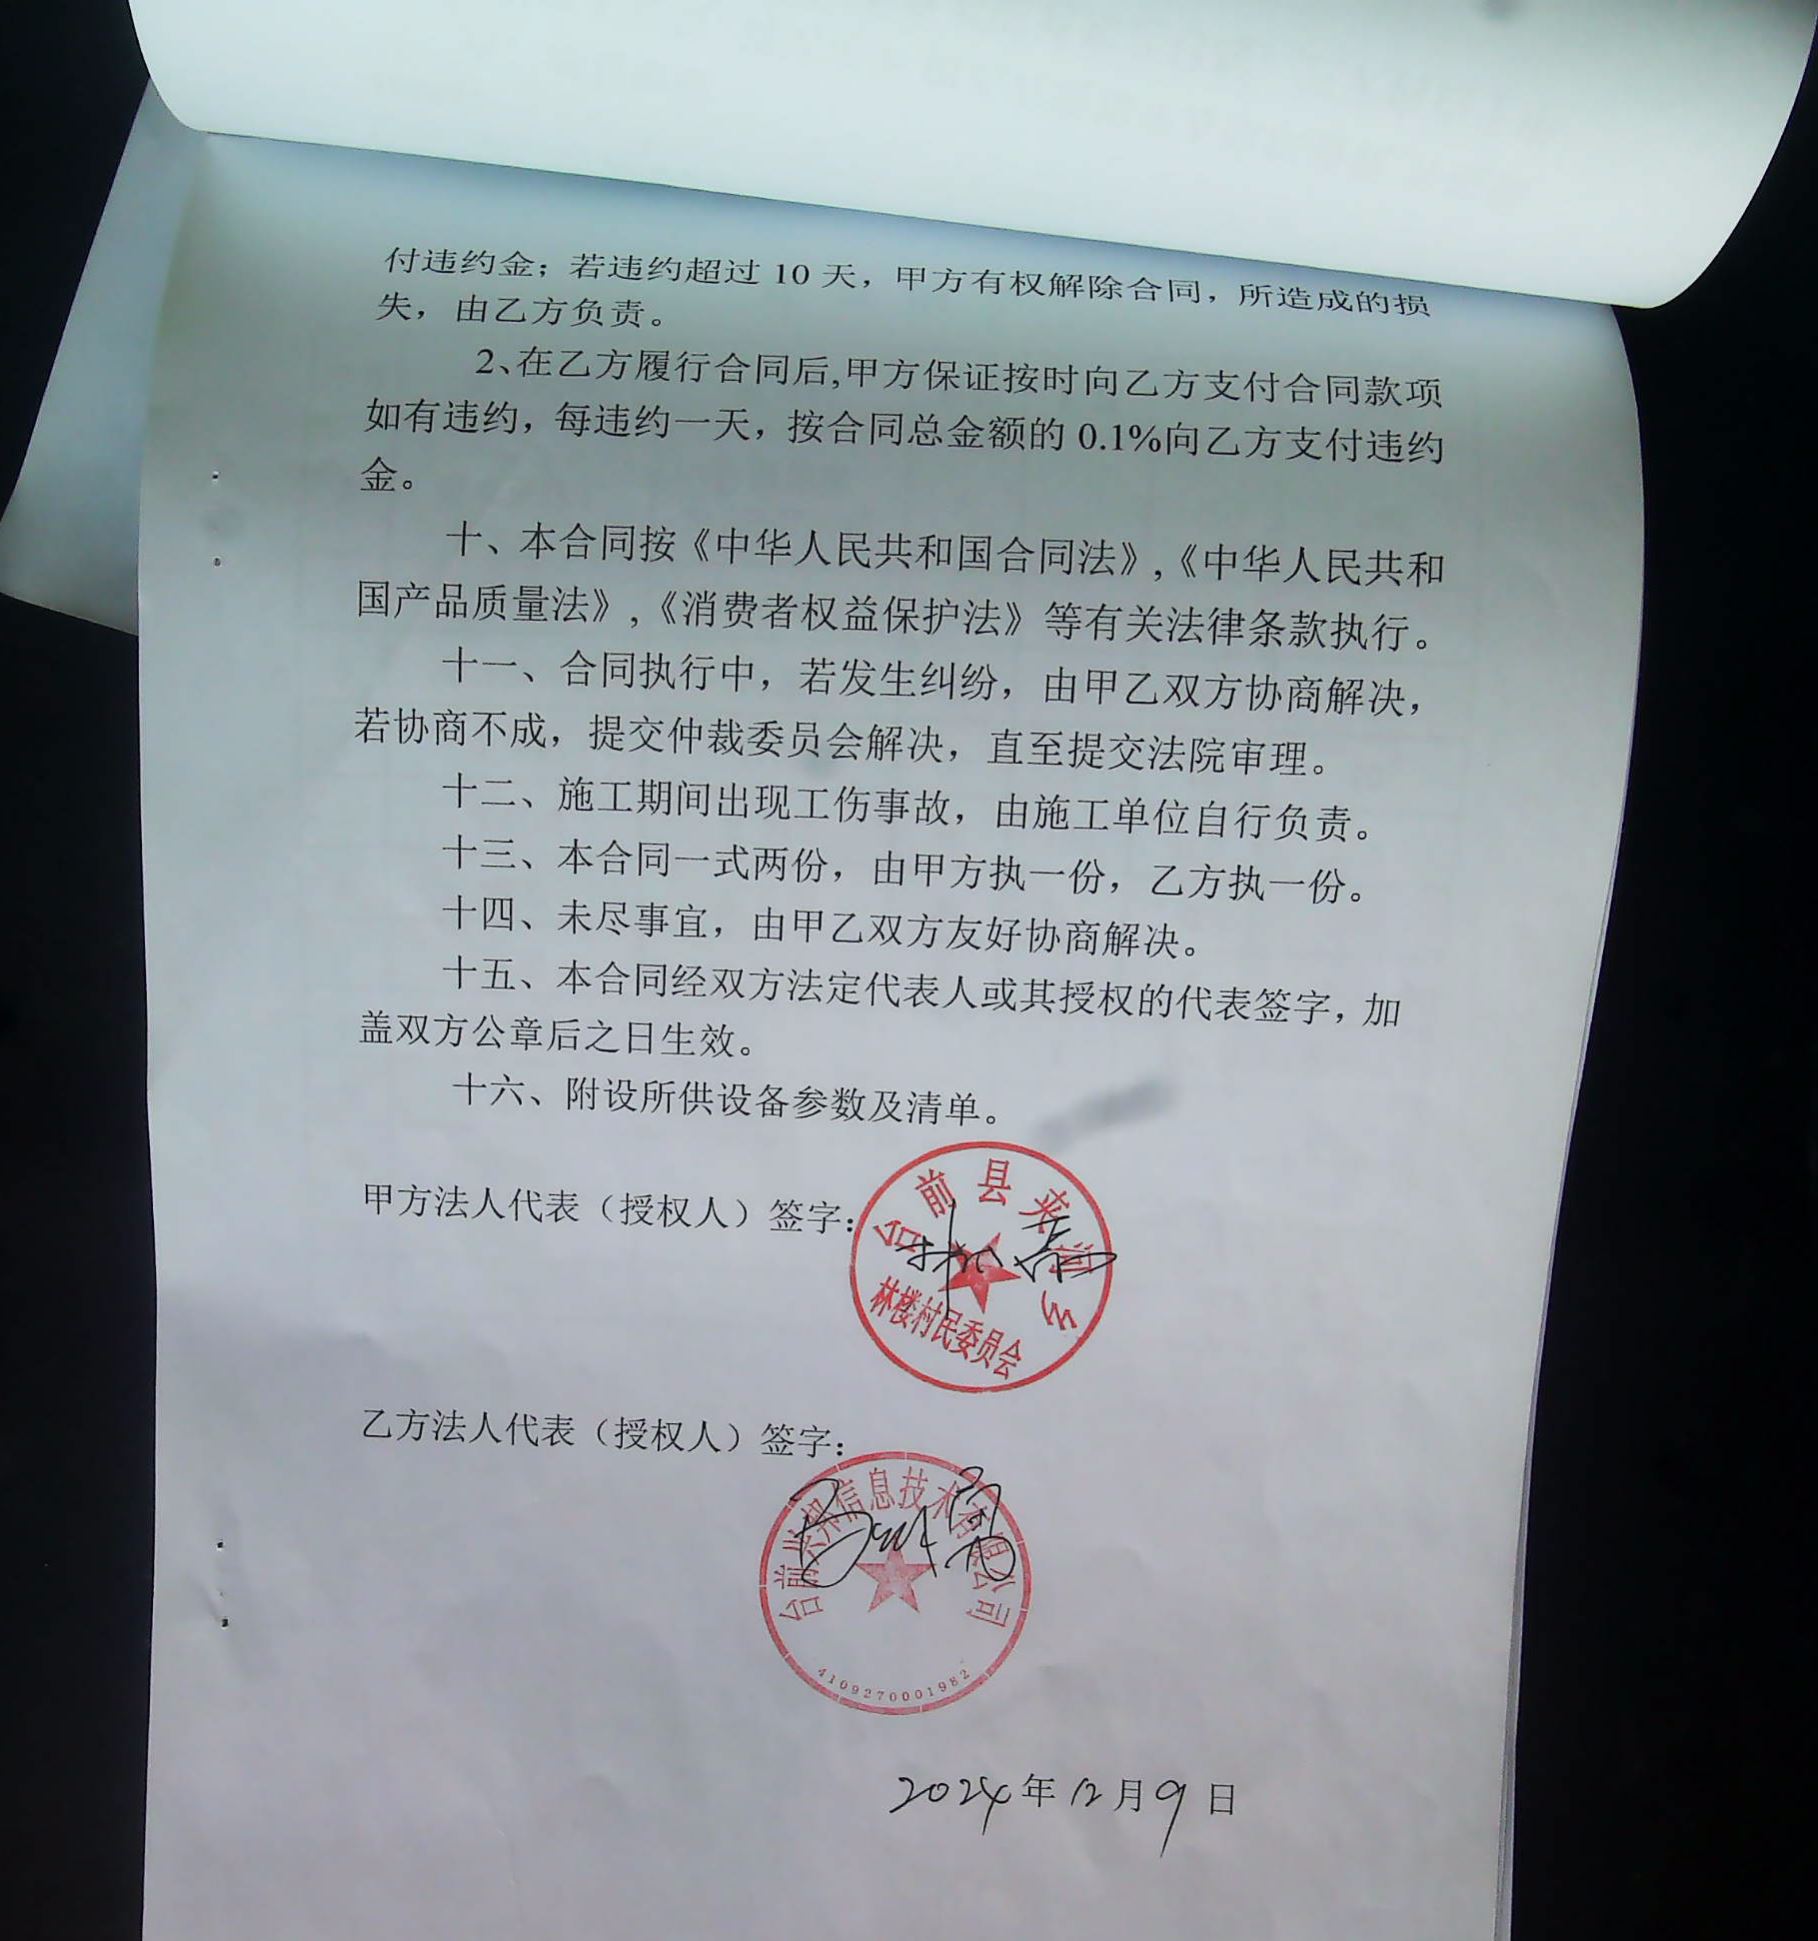 付违约金；若违约超过 10 天，甲方有权解除合同，所造成的损
失，由乙方负责。
2、在乙方履行合同后,甲方保证按时向乙方支付合同款项
如有违约，每违约一天，按合同总金额的 0.1%向乙方支付违约
金。
十、本合同按《中华人民共和国合同法》,《中华人民共和
国产品质量法》,《消费者权益保护法》等有关法律条款执行。
十一、合同执行中，若发生纠纷，由甲乙双方协商解决，
若协商不成，提交仲裁委员会解决，直至提交法院审理。
十二、施工期间出现工伤事故，由施工单位自行负责。
十三、本合同一式两份，由甲方执一份，乙方执一份。
十四、未尽事宜，由甲乙双方友好协商解决。
十五、本合同经双方法定代表人或其授权的代表签字，加
盖双方公章后之日生效。
十六、附设所供设备参数及清单。
甲方法人代表（授权人）签字：
台前县夹河乡
林楼村民委员会
乙方法人代表（授权人）签字：
台前兴邦信息技术有限公司
4109270001982
2024年12月9日